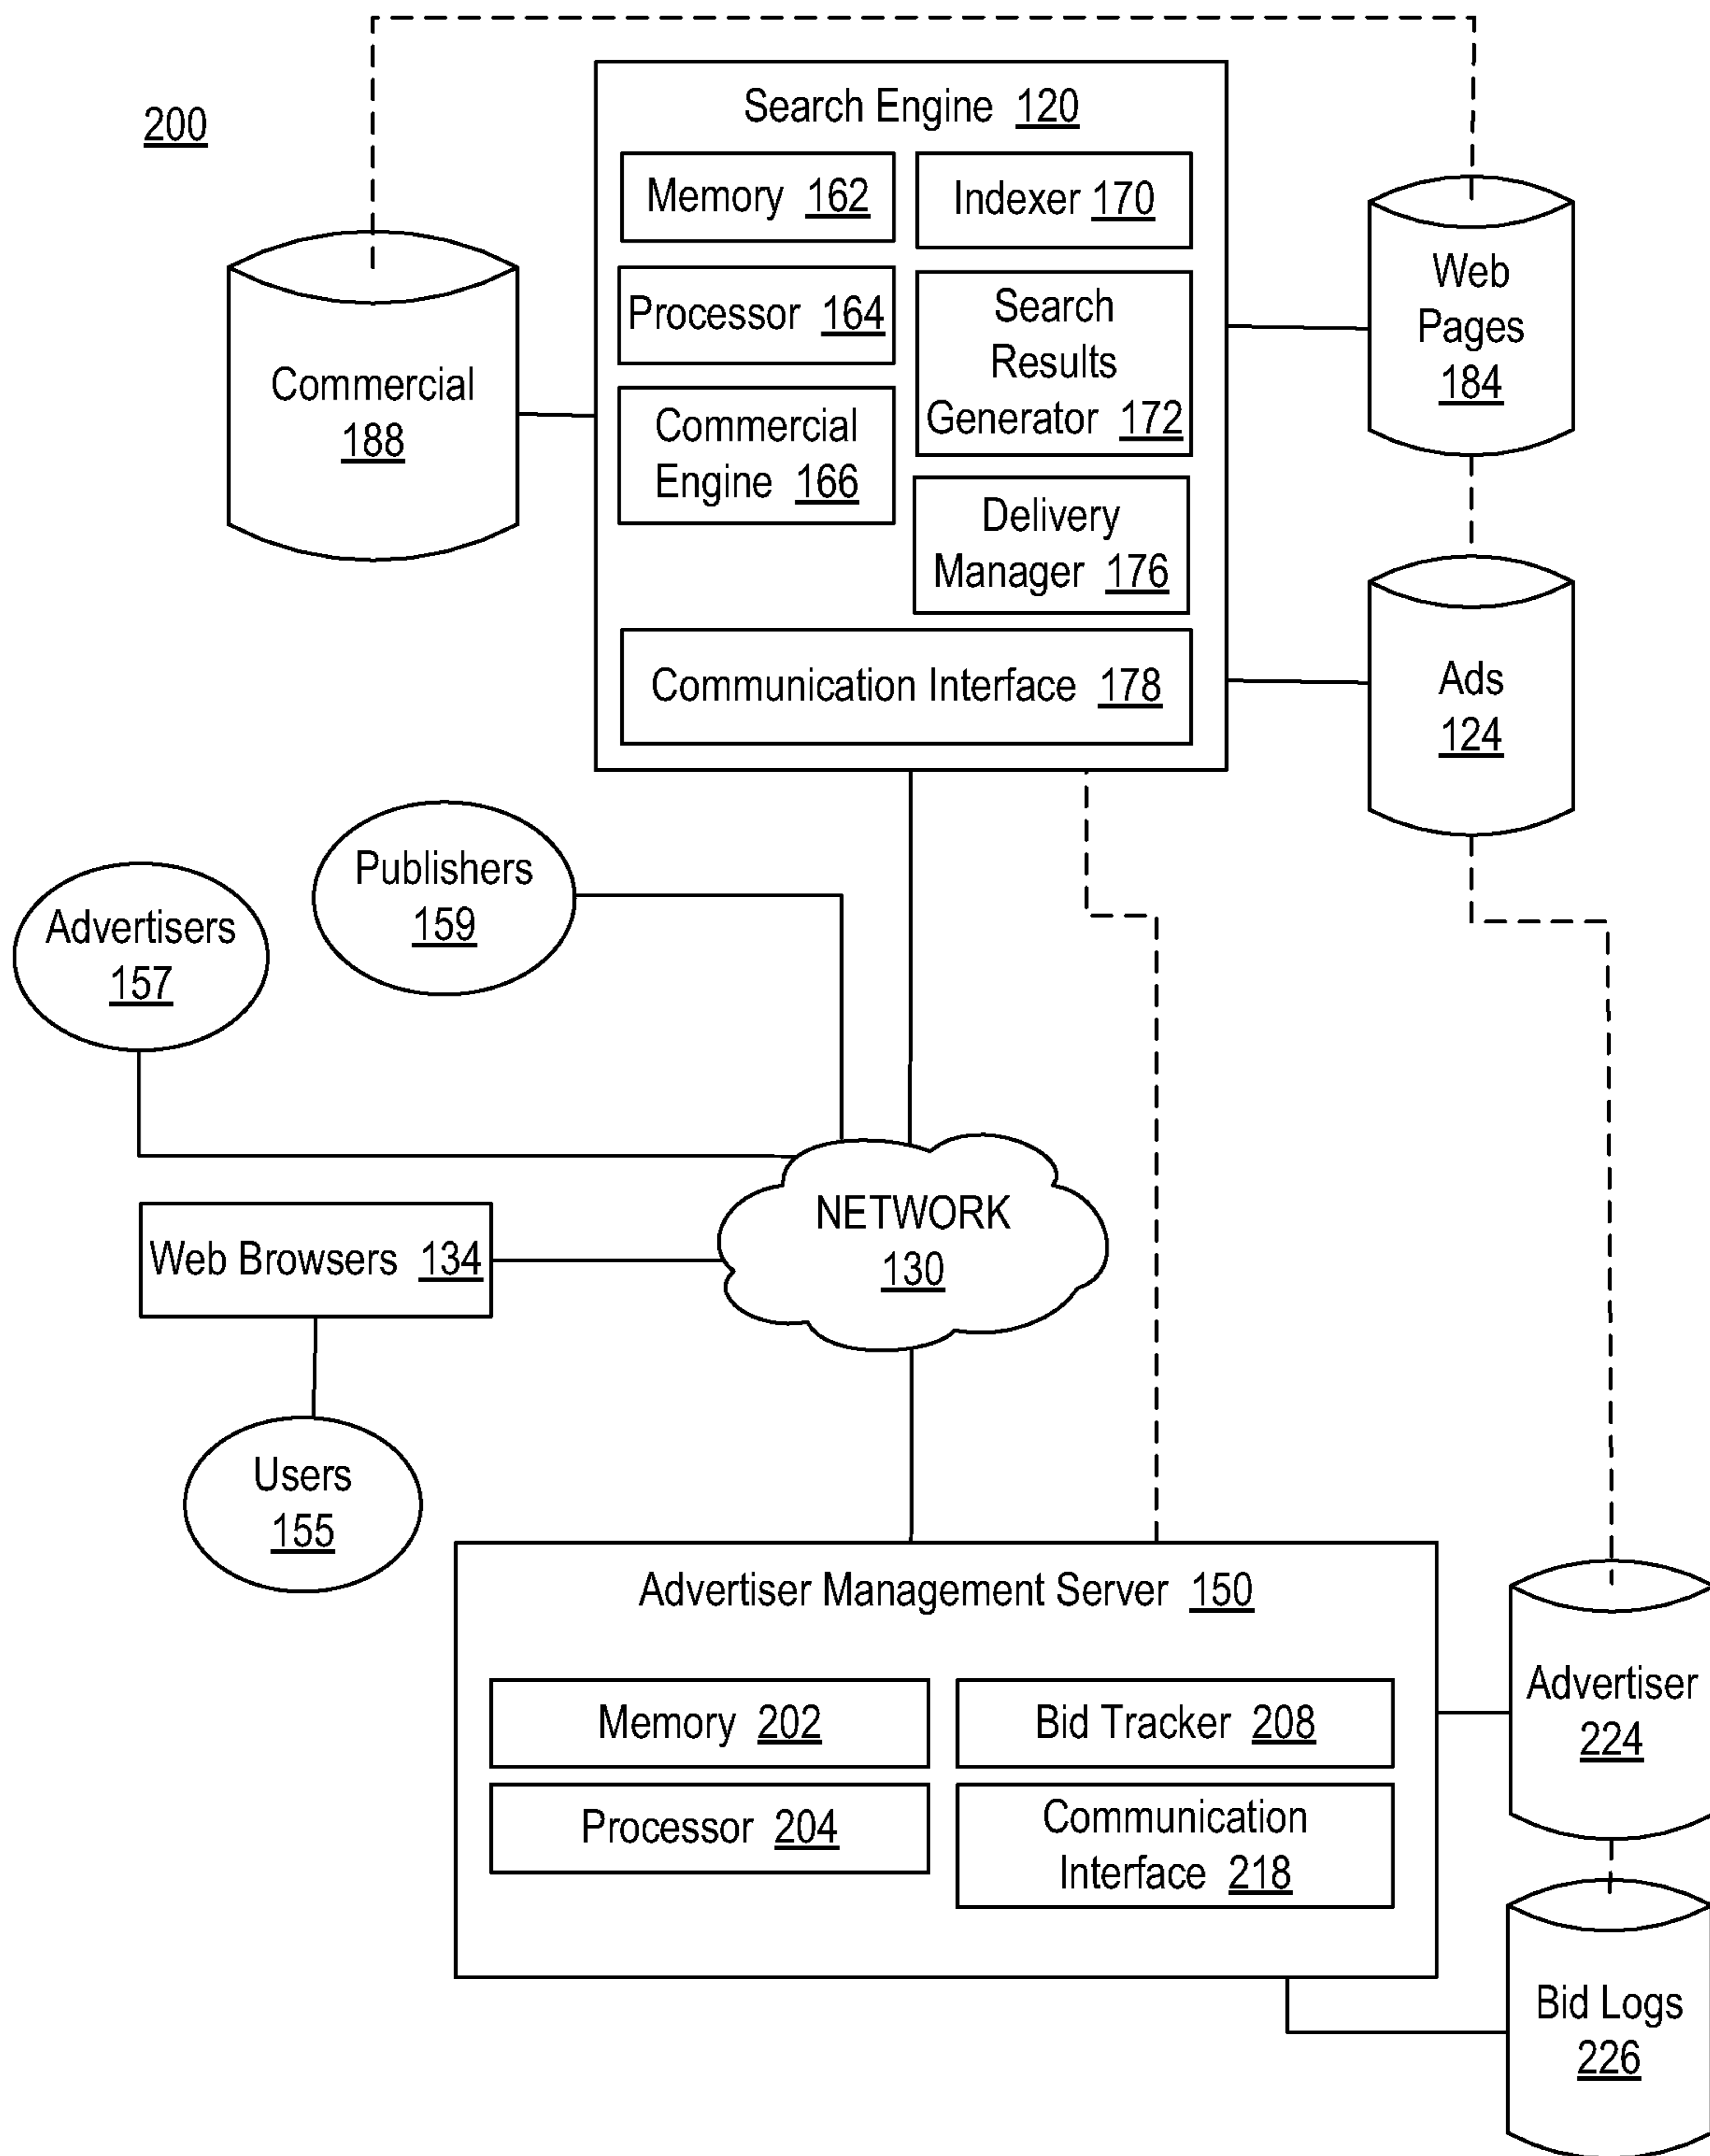 200
Search Engine 120
Memory 162
Indexer 170
Processor 164
Search
Results
Generator 172
Commercial
Engine 166
Delivery
Manager 176
Communication Interface 178
Commercial
188
Web
Pages
184
Ads
124
Publishers
159
Advertisers
157
NETWORK
130
Web Browsers 134
Users
155
Advertiser Management Server 150
Memory 202
Bid Tracker 208
Processor 204
Communication
Interface 218
Advertiser
224
Bid Logs
226